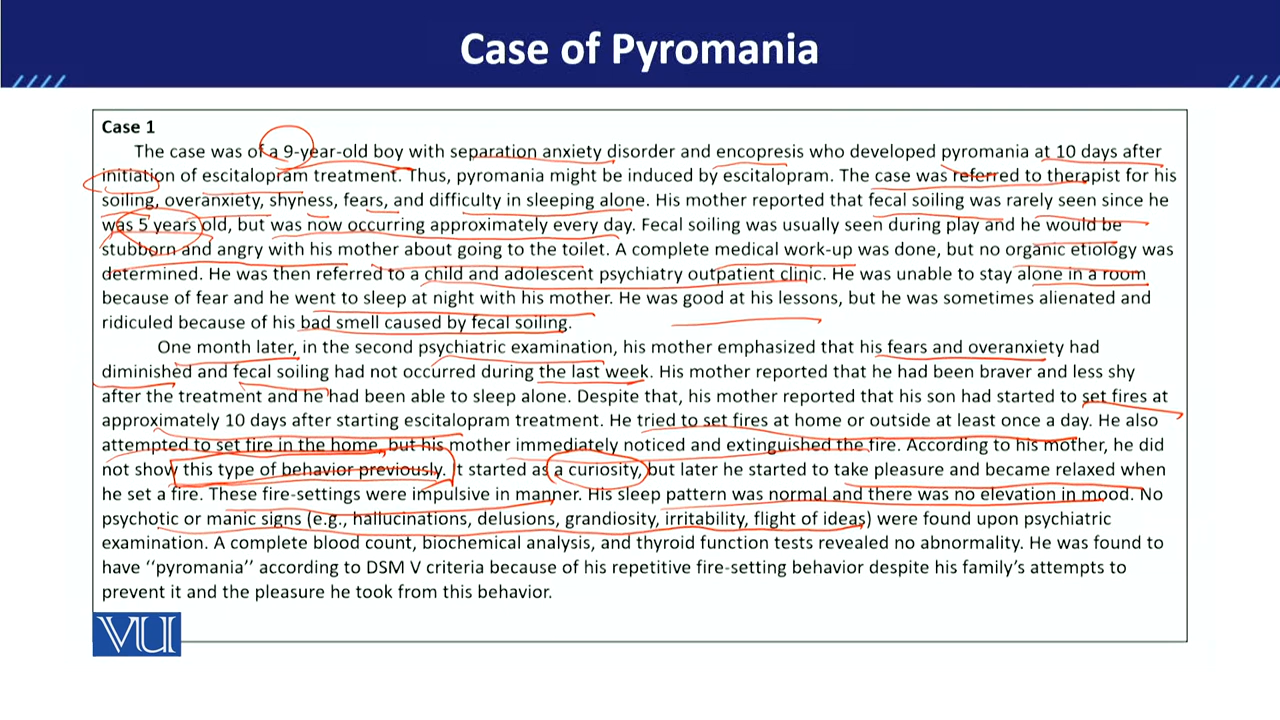 Case of Pyromania
Case 1
The case was of a 9-year-old boy with separation anxiety disorder and encopresis who developed pyromania at 10 days after
initiation of escitalopram treatment. Thus, pyromania might be induced by escitalopram. The case was referred to therapist for his
soiling, overanxiety, shyness, fears, and difficulty in sleeping alone. His mother reported that fecal soiling was rarely seen since he
was 5 years old, but was now occurring approximately every day. Fecal soiling was usually seen during play and he would be
stubborn and angry with his mother about going to the toilet. A complete medical work-up was done, but no organic etiology was
determined. He was then referred to a child and adolescent psychiatry outpatient clinic. He was unable to stay alone in a room
because of fear and he went to sleep at night with his mother. He was good at his lessons, but he was sometimes alienated and
ridiculed because of his bad smell caused by fecal soiling.
One month later, in the second psychiatric examination, his mother emphasized that his fears and overanxiety had
diminished and fecal soiling had not occurred during the last week. His mother reported that he had been braver and less shy
after the treatment and he had been able to sleep alone. Despite that, his mother reported that his son had started to set fires at
approximately 10 days after starting escitalopram treatment. He tried to set fires at home or outside at least once a day. He also
attempted to set fire in the home, but his mother immediately noticed and extinguished the fire. According to his mother, he did
not show this type of behavior previously. It started as a curiosity, but later he started to take pleasure and became relaxed when
he set a fire. These fire-settings were impulsive in manner. His sleep pattern was normal and there was no elevation in mood. No
psychotic or manic signs (e.g., hallucinations, delusions, grandiosity, irritability, flight of ideas) were found upon psychiatric
examination. A complete blood count, biochemical analysis, and thyroid function tests revealed no abnormality. He was found to
have ‘‘pyromania’’ according to DSM V criteria because of his repetitive fire-setting behavior despite his family’s attempts to
prevent it and the pleasure he took from this behavior.
VU